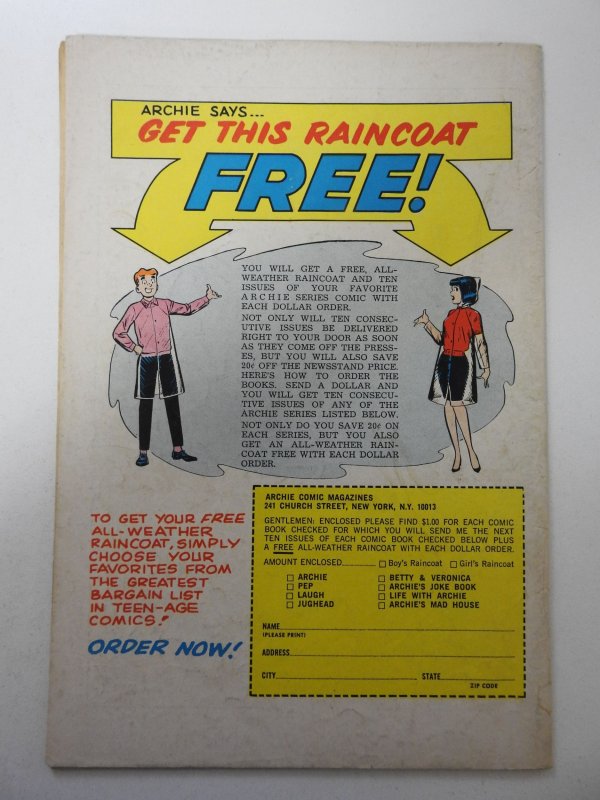 ARCHIE SAYS...
GET THIS RAINCOAT
FREE!
YOU WILL GET A FREE, ALL-
WEATHER RAINCOAT AND TEN
ISSUES OF YOUR FAVORITE
ARCHIE SERIES COMIC WITH
EACH DOLLAR ORDER.
NOT ONLY WILL TEN CONSEC-
UTIVE ISSUES BE DELIVERED
RIGHT TO YOUR DOOR AS SOON
AS THEY COME OFF THE PRESS-
ES, BUT YOU WILL ALSO SAVE
20¢ OFF THE NEWSSTAND PRICE.
HERE'S HOW TO ORDER THE
BOOKS. SEND A DOLLAR AND
YOU WILL GET TEN CONSECU-
TIVE ISSUES OF ANY OF THE
ARCHIE SERIES LISTED BELOW.
NOT ONLY DO YOU SAVE 20¢ ON
EACH SERIES, BUT YOU ALSO
GET AN ALL-WEATHER RAIN-
COAT FREE WITH EACH DOLLAR
ORDER.
TO GET YOUR FREE
ALL-WEATHER
RAINCOAT, SIMPLY
CHOOSE YOUR
FAVORITES FROM
THE GREATEST
BARGAIN LIST
IN TEEN-AGE
COMICS!
ORDER NOW!
ARCHIE COMIC MAGAZINES
241 CHURCH STREET, NEW YORK, N.Y. 10013
GENTLEMEN: ENCLOSED PLEASE FIND $1.00 FOR EACH COMIC
BOOK CHECKED FOR WHICH YOU WILL SEND ME THE NEXT
TEN ISSUES OF EACH COMIC BOOK CHECKED BELOW PLUS
A FREE ALL-WEATHER RAINCOAT WITH EACH DOLLAR ORDER.
AMOUNT ENCLOSED Boy's Raincoat Girl's Raincoat
ARCHIE BETTY & VERONICA
PEP ARCHIE'S JOKE BOOK
LAUGH LIFE WITH ARCHIE
JUGHEAD ARCHIE'S MAD HOUSE
NAME
(PLEASE PRINT)
ADDRESS
CITY STATE
ZIP CODE